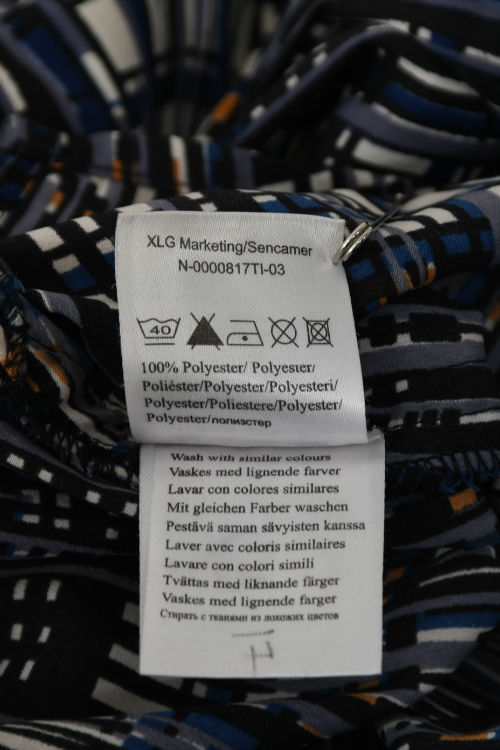 XLG Marketing/Sencamer
N-0000817TI-03
40
100% Polyester/ Polyester
Poliéster/Polyester/Polyesteri/
Polyester/Poliestere/Polyester/
Polyester/полиэстер
Wash with similar colours
Vaskes med lignende farver
Lavar con colores similares
Mit gleichen Farber waschen
Pestävä saman sävyisten kanssa
Laver avec coloris similaires
Lavare con colori simili
Tvättas med liknande färger
Vaskes med lignende farger
Стирать с тканями из похожих цветов